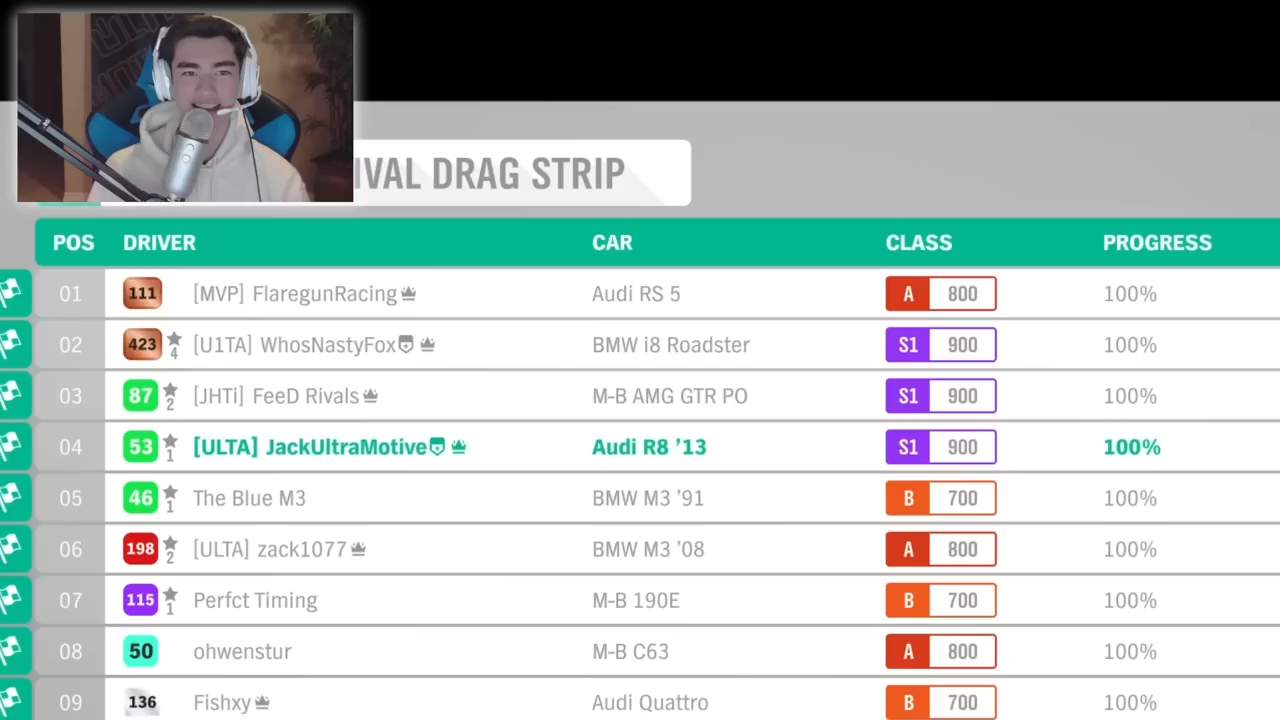 IVAL DRAG STRIP
POS DRIVER CAR CLASS PROGRESS
01 111 [MVP] FlaregunRacing Audi RS 5 A 800 100%
02 423 4 [U1TA] WhosNastyFox BMW i8 Roadster S1 900 100%
03 87 2 [JHTi] FeeD Rivals M-B AMG GTR PO S1 900 100%
04 53 1 [ULTA] JackUltraMotive Audi R8 ’13 S1 900 100%
05 46 1 The Blue M3 BMW M3 ’91 B 700 100%
06 198 2 [ULTA] zack1077 BMW M3 ’08 A 800 100%
07 115 1 Perfct Timing M-B 190E B 700 100%
08 50 ohwenstur M-B C63 A 800 100%
09 136 Fishxy Audi Quattro B 700 100%